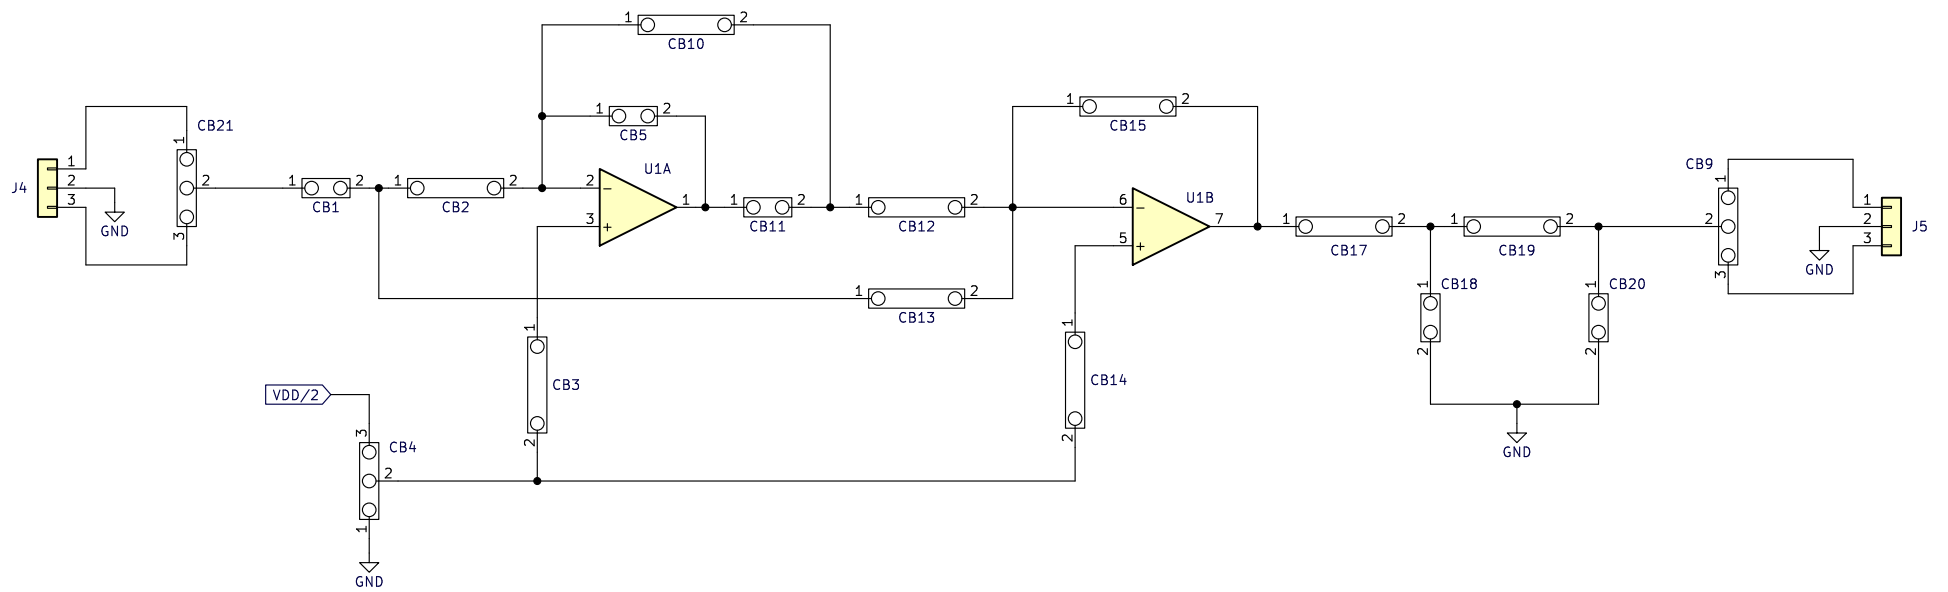 1 CB10 2
1 CB5 2
CB21
1
2
3
J4
1
2
3
GND
1 CB1 2
1 CB2 2
U1A
2 −
3 +
1
1 CB11 2
1 CB12 2
1 CB13 2
1 CB15 2
U1B
6 −
5 +
7
1 CB17 2
1 CB19 2
1 CB18 2
1 CB20 2
GND
CB9
1
2
3
1
2
3
J5
GND
1 CB3 2
1 CB14 2
VDD/2
3
CB4
2
1
GND